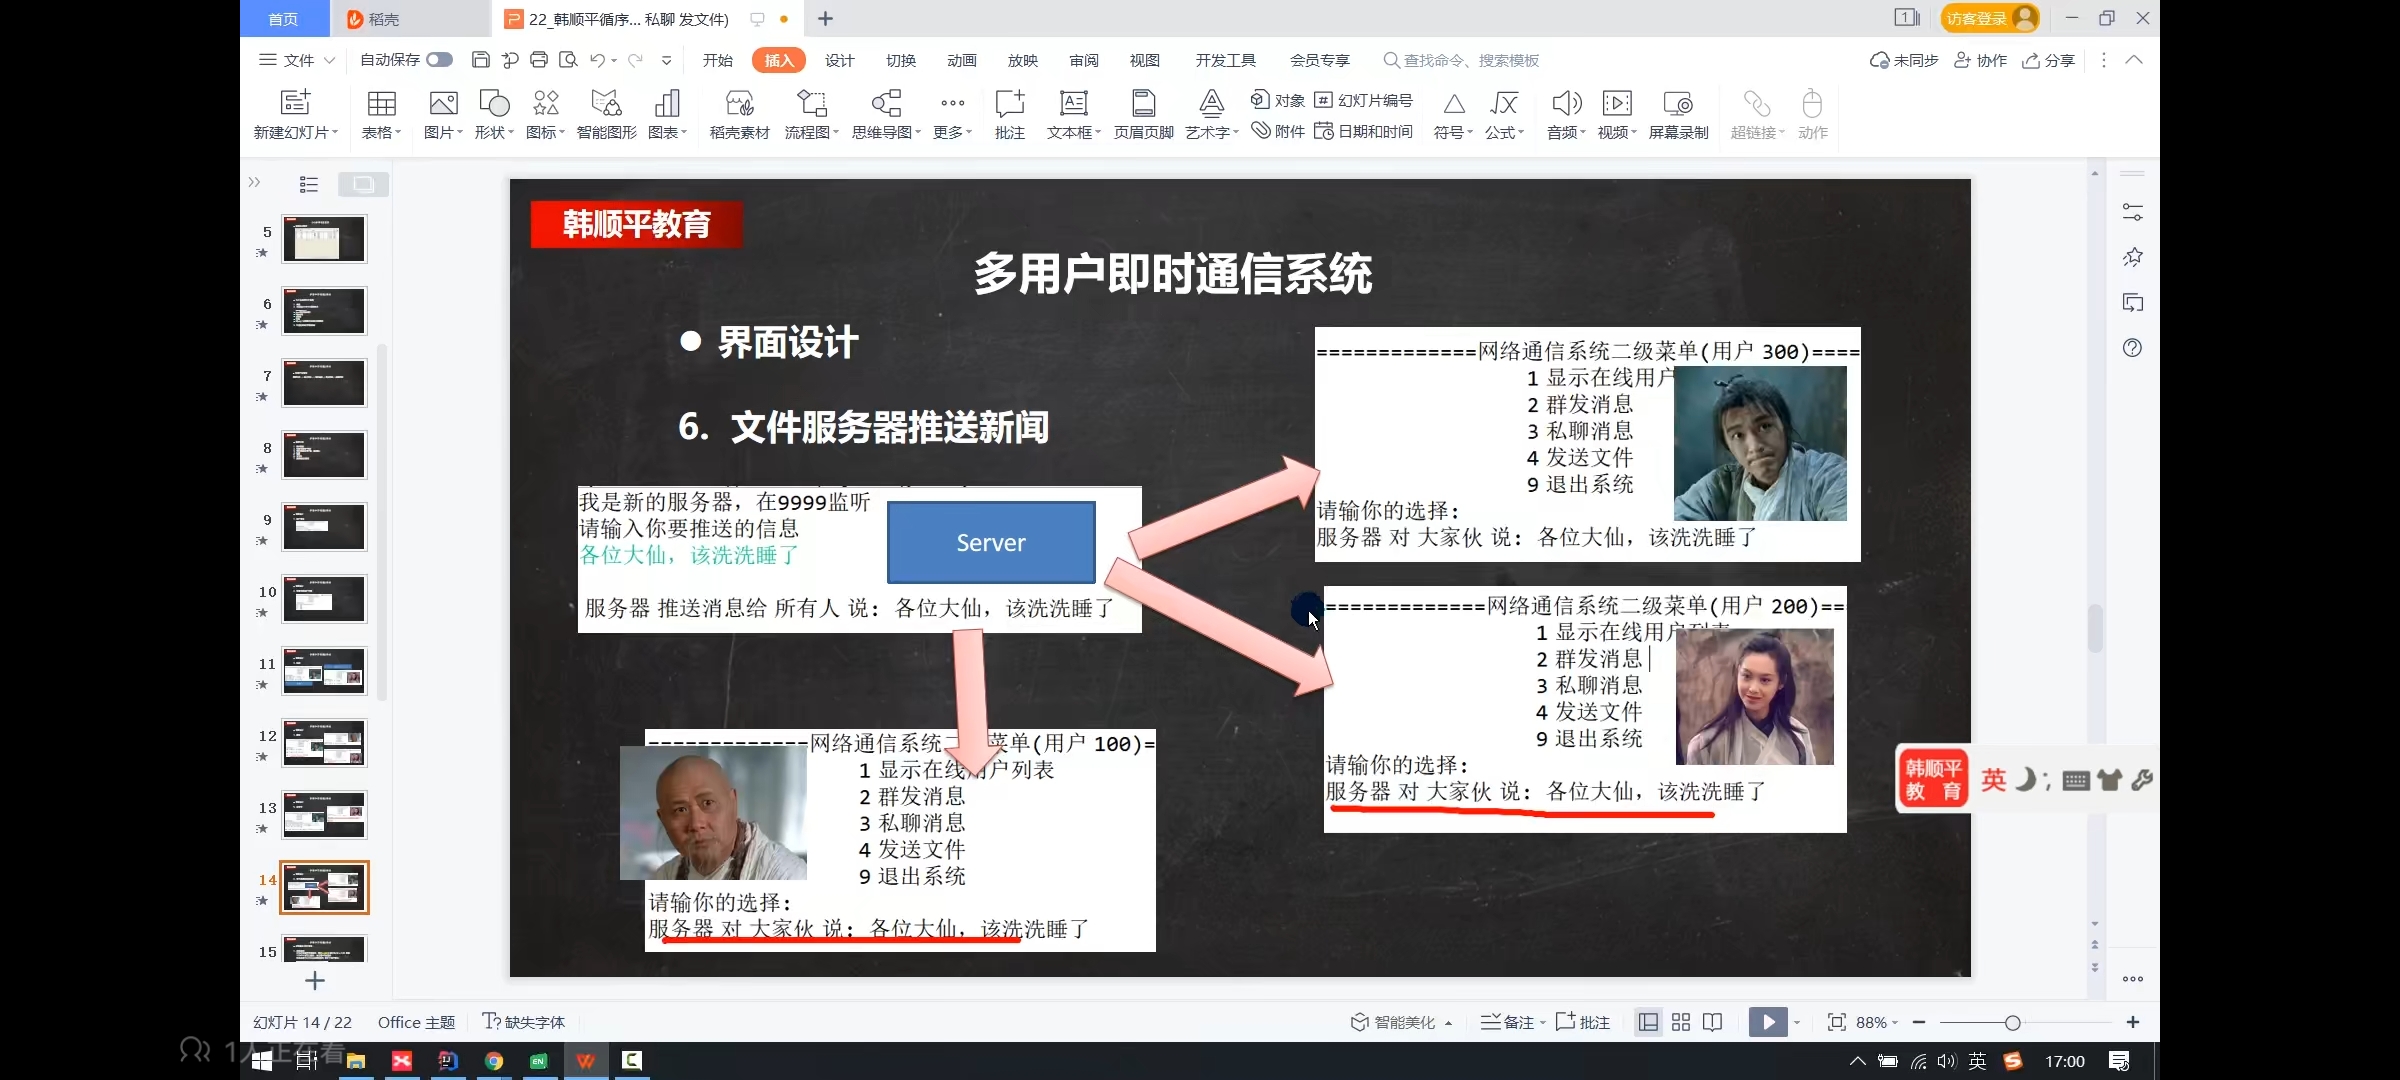 首页
稻壳
22_韩顺平循序... 私聊 发文件)
1
访客登录
文件
自动保存
开始
插入
设计
切换
动画
放映
审阅
视图
开发工具
会员专享
查找命令、搜索模板
未同步
协作
分享
新建幻灯片
表格
图片
形状
图标
智能图形
图表
稻壳素材
流程图
思维导图
更多
批注
文本框
页眉页脚
艺术字
对象
幻灯片编号
附件
日期和时间
符号
公式
音频
视频
屏幕录制
超链接
动作
5
6
7
8
9
10
11
12
13
14
15
韩顺平教育
多用户即时通信系统
● 界面设计
6. 文件服务器推送新闻
我是新的服务器，在9999监听
请输入你要推送的信息
各位大仙，该洗洗睡了
Server
服务器 推送消息给 所有人 说: 各位大仙，该洗洗睡了
=============网络通信系统二级菜单(用户 300)====
1 显示在线用户
2 群发消息
3 私聊消息
4 发送文件
9 退出系统
请输你的选择:
服务器 对 大家伙 说: 各位大仙，该洗洗睡了
=============网络通信系统二级菜单(用户 200)==
1 显示在线用户列表
2 群发消息
3 私聊消息
4 发送文件
9 退出系统
请输你的选择:
服务器 对 大家伙 说: 各位大仙，该洗洗睡了
=============网络通信系统二级菜单(用户 100)=
1 显示在线用户列表
2 群发消息
3 私聊消息
4 发送文件
9 退出系统
请输你的选择:
服务器 对 大家伙 说: 各位大仙，该洗洗睡了
韩顺平
教 育
英
幻灯片 14 / 22
Office 主题
缺失字体
智能美化
备注
批注
88%
1人正在看
英
17:00